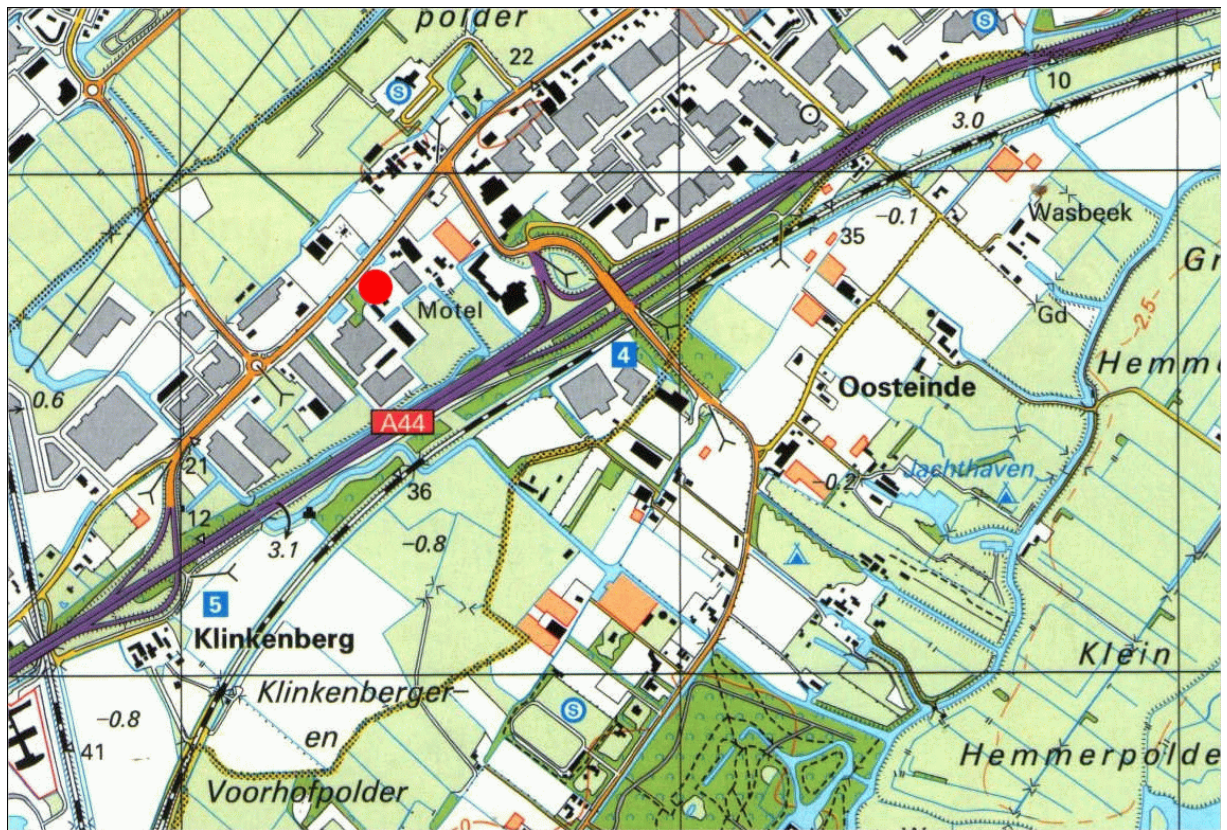 polder
S
22
S
10
3.0
-0.1
Wasbeek
35
Gr
Motel
Gd
-2.5-
4
Hemme
0.6
Oosteinde
A44
21
Jachthaven
36
-0.2
12
3.1
-0.8
5
Klinkenberg
Klein
Klinkenberger-
S
-0.8
en
41
H
Hemmerpolde
Voorhofpolder